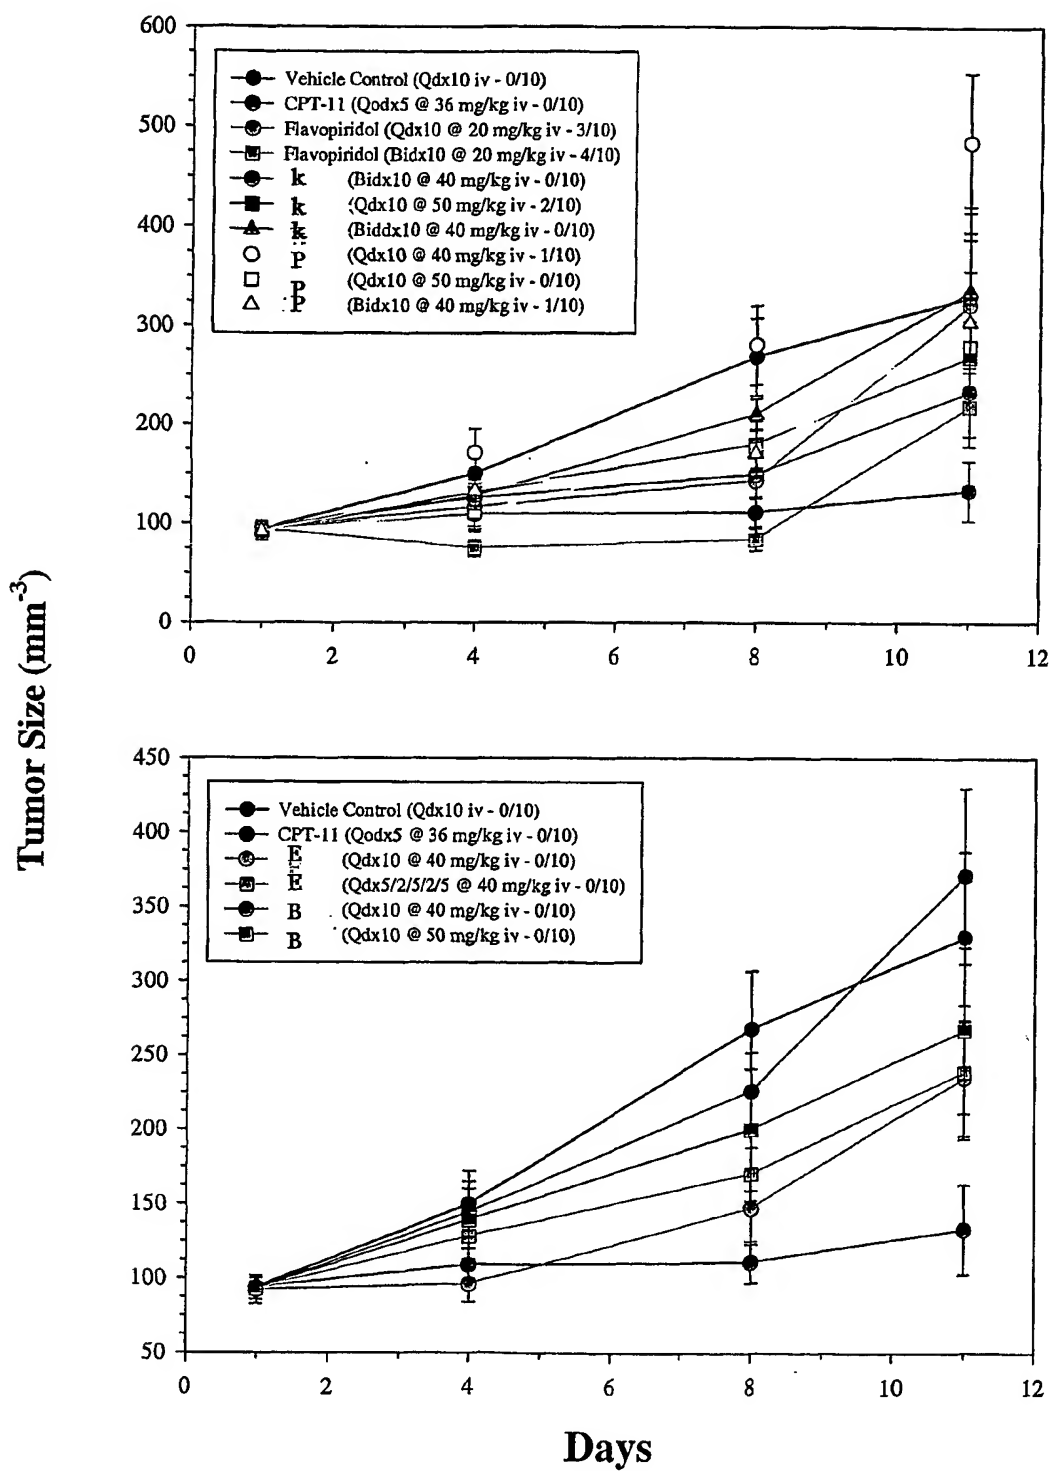 600
500
400
300
200
100
0
Vehicle Control (Qdx10 iv - 0/10)
CPT-11 (Qodx5 @ 36 mg/kg iv - 0/10)
Flavopiridol (Qdx10 @ 20 mg/kg iv - 3/10)
Flavopiridol (Bidx10 @ 20 mg/kg iv - 4/10)
k (Bidx10 @ 40 mg/kg iv - 0/10)
k (Qdx10 @ 50 mg/kg iv - 2/10)
k (Biddx10 @ 40 mg/kg iv - 0/10)
P (Qdx10 @ 40 mg/kg iv - 1/10)
P (Qdx10 @ 50 mg/kg iv - 0/10)
P (Bidx10 @ 40 mg/kg iv - 1/10)
0 2 4 6 8 10 12
Tumor Size (mm-3)
450
400
350
300
250
200
150
100
50
Vehicle Control (Qdx10 iv - 0/10)
CPT-11 (Qodx5 @ 36 mg/kg iv - 0/10)
E (Qdx10 @ 40 mg/kg iv - 0/10)
E (Qdx5/2/5/2/5 @ 40 mg/kg iv - 0/10)
B (Qdx10 @ 40 mg/kg iv - 0/10)
B (Qdx10 @ 50 mg/kg iv - 0/10)
0 2 4 6 8 10 12
Days